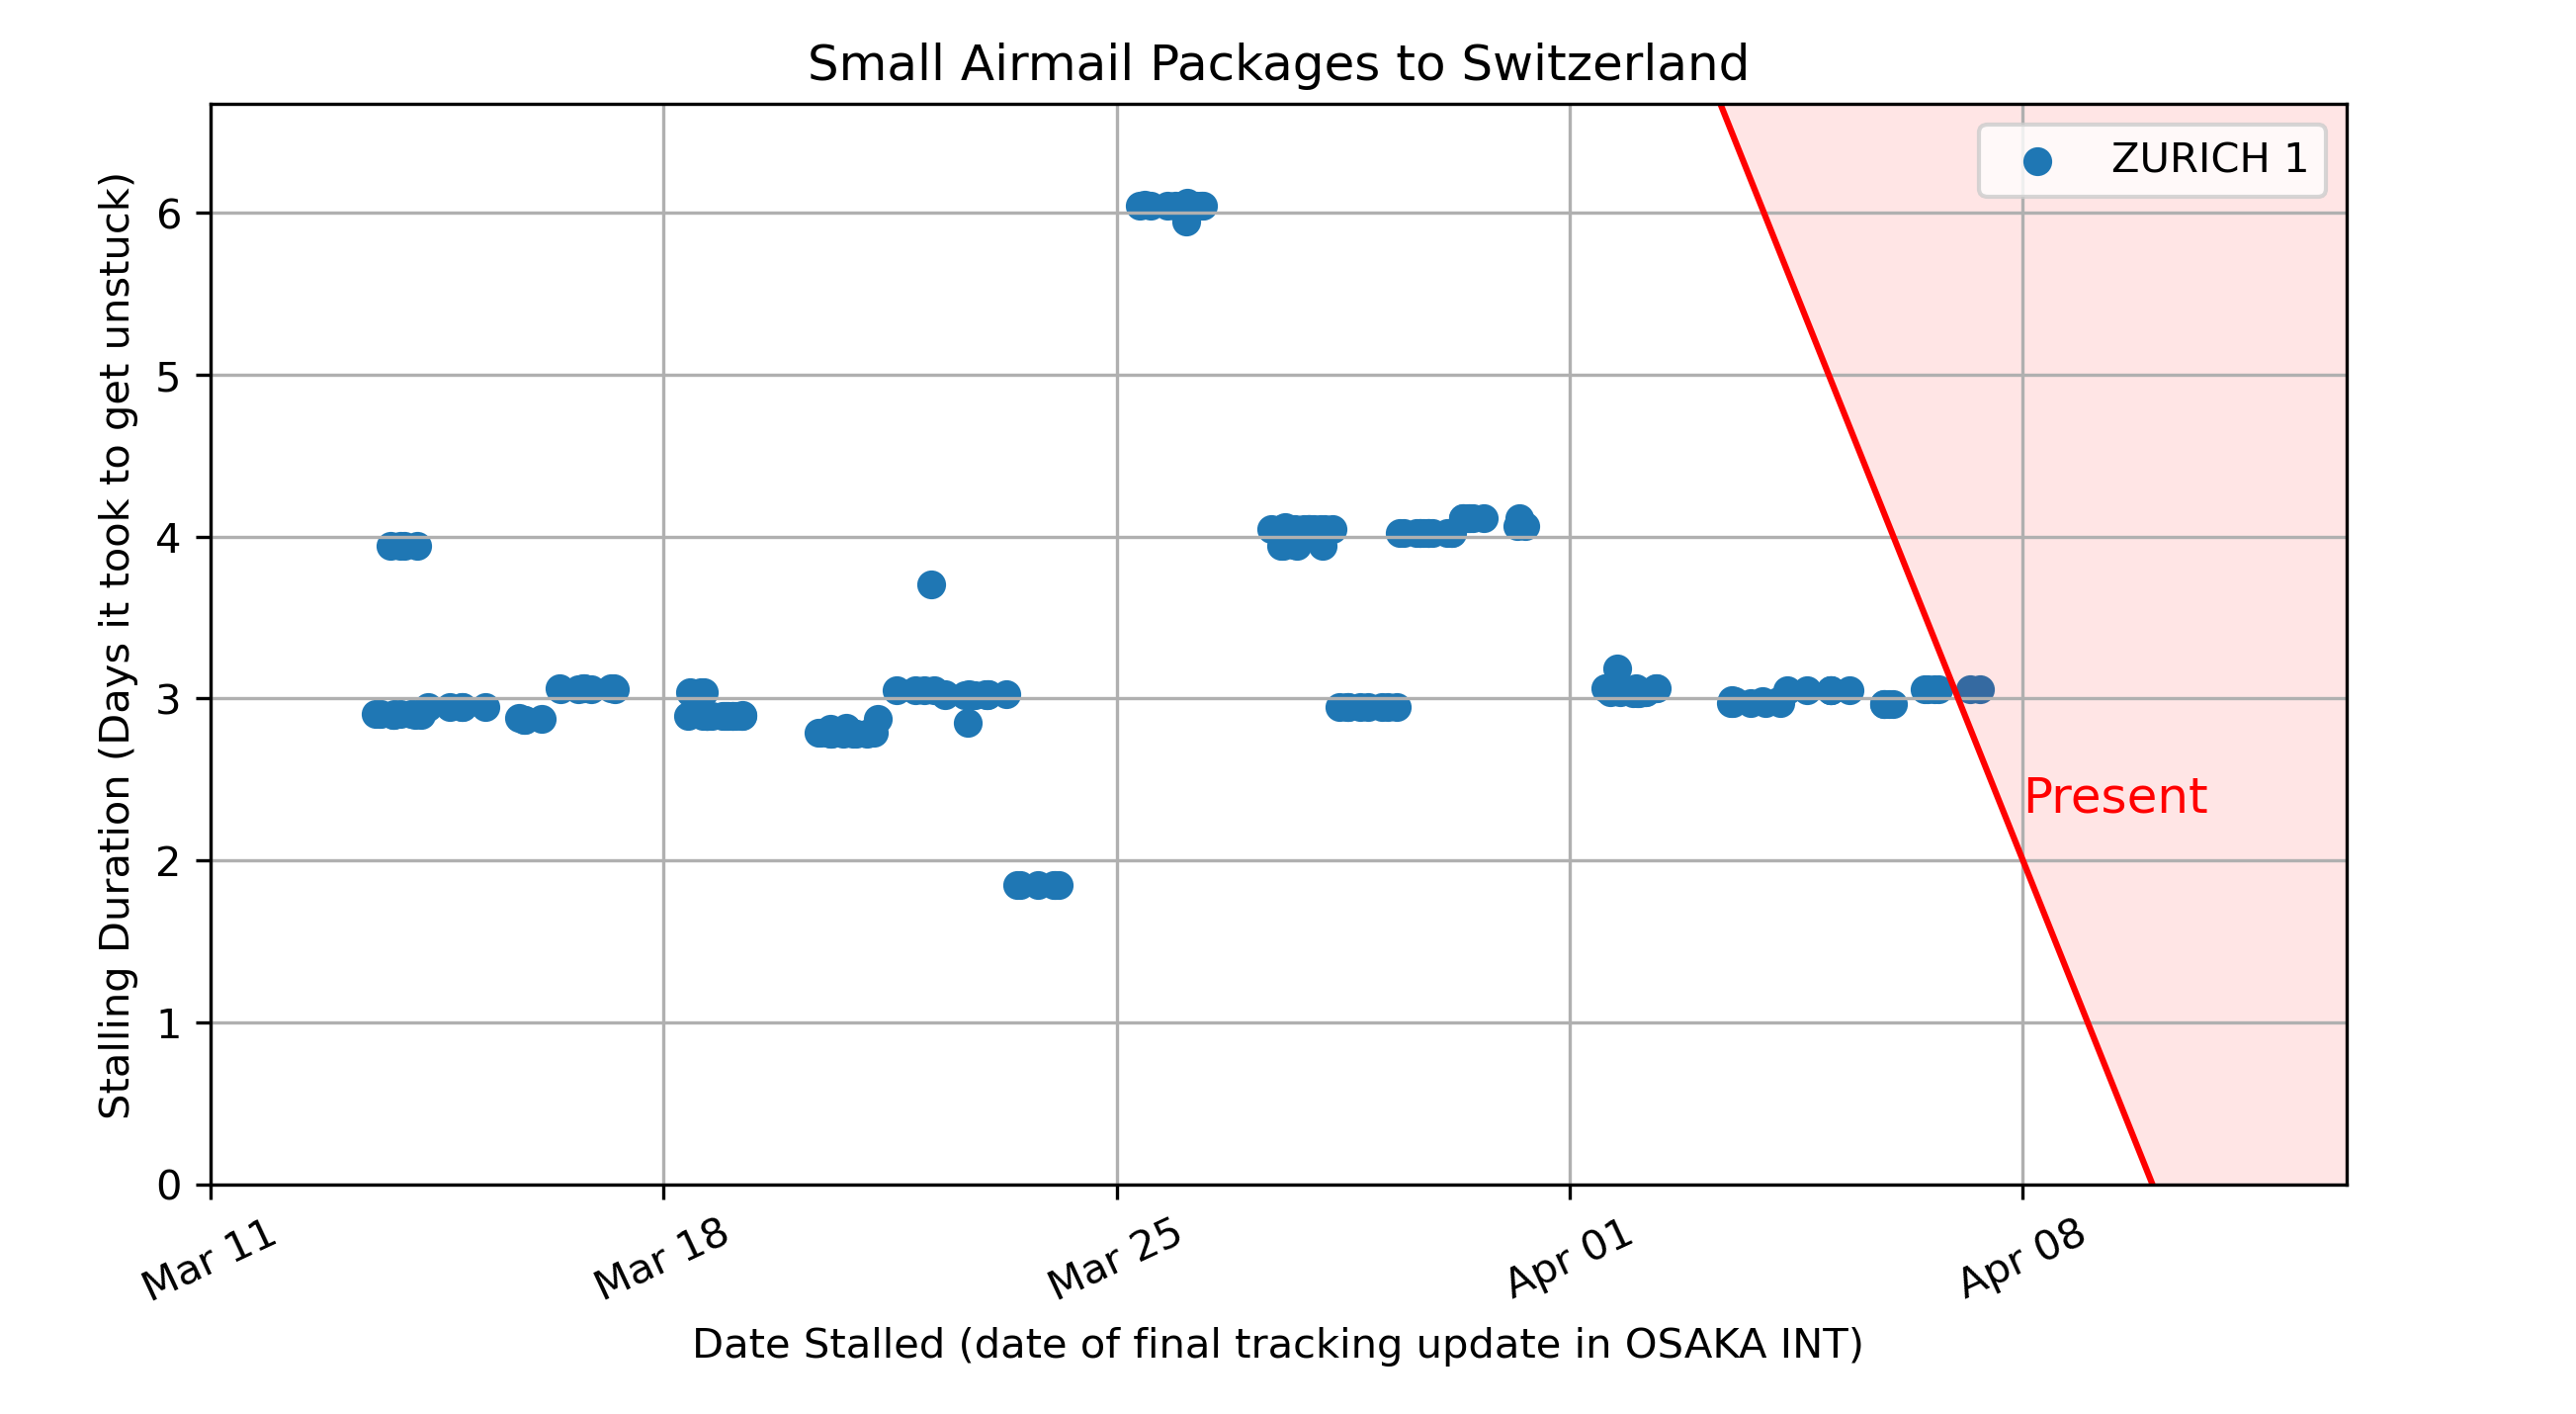 Small Airmail Packages to Switzerland
ZURICH 1
Stalling Duration (Days it took to get unstuck)
6
5
4
3
2
1
0
Present
Mar 11
Mar 18
Mar 25
Apr 01
Apr 08
Date Stalled (date of final tracking update in OSAKA INT)